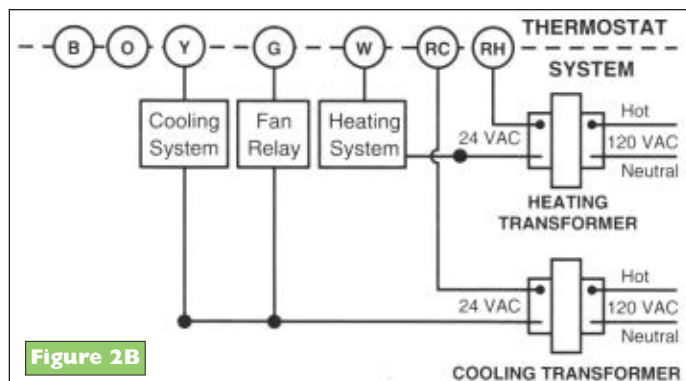 THERMOSTAT
B O Y G W RC RH
SYSTEM
Cooling System
Fan Relay
Heating System
24 VAC
Hot
120 VAC
Neutral
HEATING
TRANSFORMER
24 VAC
Hot
120 VAC
Neutral
COOLING TRANSFORMER
Figure 2B